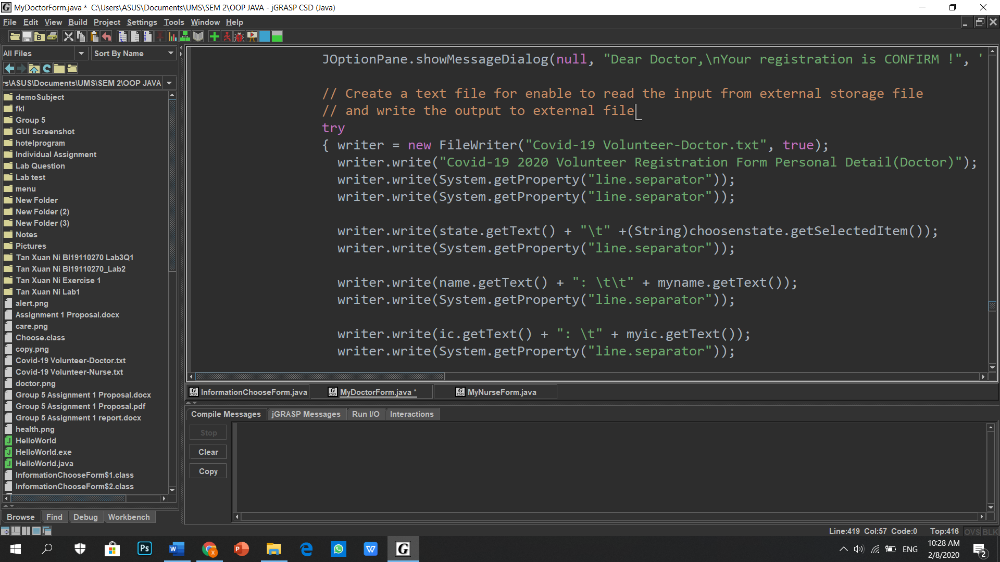 MyDoctorForm.java *  C:\Users\ASUS\Documents\UMS\SEM 2\OOP JAVA - jGRASP CSD (Java)
File Edit View Build Project Settings Tools Window Help
All Files
Sort By Name
rs\ASUS\Documents\UMS\SEM 2\OOP JAVA
demoSubject
fki
Group 5
GUI Screenshot
hotelprogram
Individual Assignment
Lab Question
Lab test
menu
New Folder
New Folder (2)
New Folder (3)
Notes
Pictures
Tan Xuan Ni BI19110270 Lab3Q1
Tan Xuan Ni BI19110270_Lab2
Tan Xuan Ni Exercise 1
Tan Xuan Ni Lab1
alert.png
Assignment 1 Proposal.docx
care.png
Choose.class
copy.png
Covid-19 Volunteer-Doctor.txt
Covid-19 Volunteer-Nurse.txt
doctor.png
Group 5 Assignment 1 Proposal.docx
Group 5 Assignment 1 Proposal.pdf
Group 5 Assignment 1 report.docx
health.png
HelloWorld
HelloWorld.exe
HelloWorld.java
InformationChooseForm$1.class
InformationChooseForm$2.class
Browse Find Debug Workbench
JOptionPane.showMessageDialog(null, "Dear Doctor,\nYour registration is CONFIRM !", '
// Create a text file for enable to read the input from external storage file
// and write the output to external file
try
{ writer = new FileWriter("Covid-19 Volunteer-Doctor.txt", true);
writer.write("Covid-19 2020 Volunteer Registration Form Personal Detail(Doctor)");
writer.write(System.getProperty("line.separator"));
writer.write(System.getProperty("line.separator"));
writer.write(state.getText() + "\t" +(String)choosenstate.getSelectedItem());
writer.write(System.getProperty("line.separator"));
writer.write(name.getText() + ": \t\t" + myname.getText());
writer.write(System.getProperty("line.separator"));
writer.write(ic.getText() + ": \t" + myic.getText());
writer.write(System.getProperty("line.separator"));
InformationChooseForm.java MyDoctorForm.java * MyNurseForm.java
Compile Messages jGRASP Messages Run I/O Interactions
Stop
Clear
Copy
Line:419 Col:57 Code:0 Top:416 OVS BLK
ENG
10:28 AM
2/8/2020
2